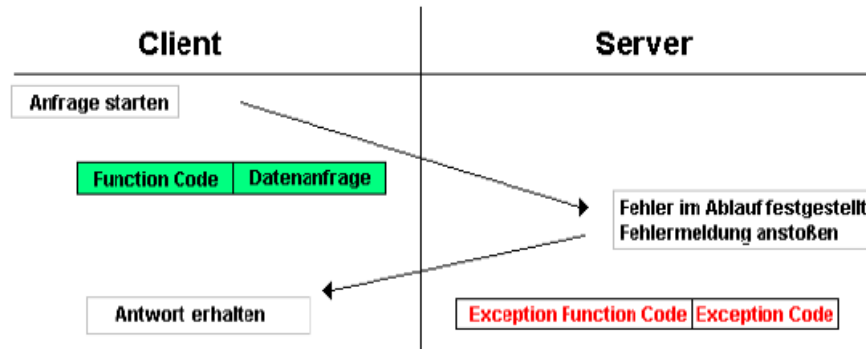 Client
Server
Anfrage starten
Function Code Datenanfrage
Fehler im Ablauf festgestellt
Fehlermeldung anstoßen
Antwort erhalten
Exception Function Code Exception Code